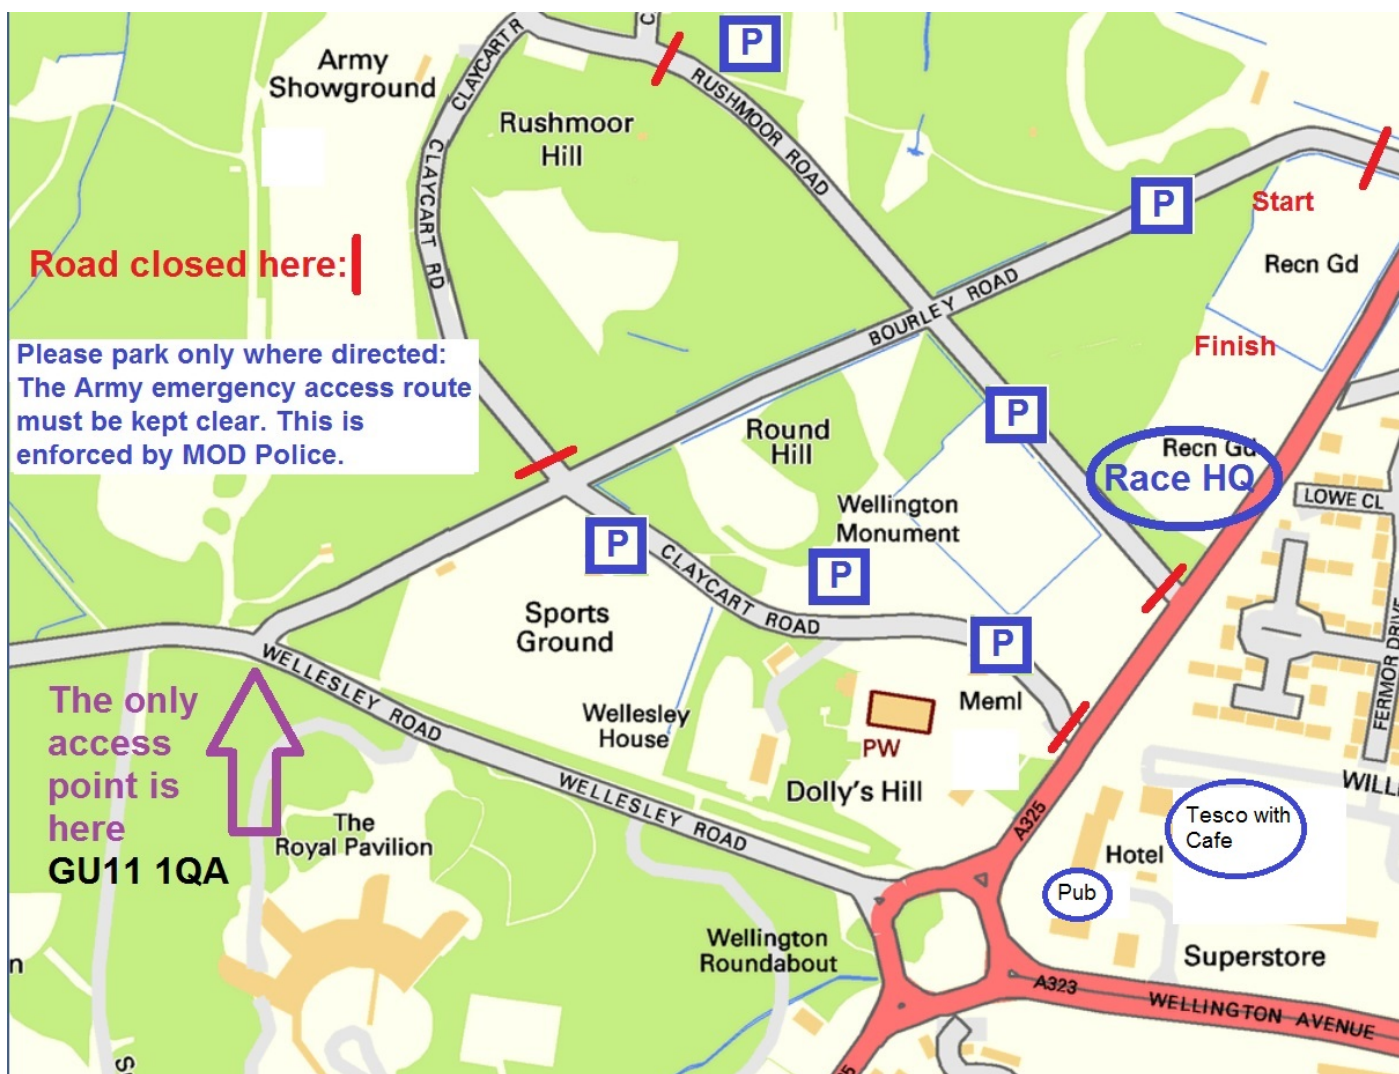 Army
Showground
CLAYCART R
C
P
RUSHMOOR ROAD
Rushmoor
Hill
CLAYCART RD
P
Start
Recn Gd
Road closed here:
BOURLEY ROAD
Finish
Please park only where directed:
The Army emergency access route
must be kept clear. This is
enforced by MOD Police.
P
Round
Hill
Recn Gd
Race HQ
LOWE CL
Wellington
Monument
P
P
CLAYCART ROAD
Sports
Ground
P
FERMOR DRIVE
WELLESLEY ROAD
The only
access
point is
here
GU11 1QA
Wellesley
House
Meml
PW
Dolly's Hill
WELLESLEY ROAD
A325
WILL
Tesco with
Cafe
The
Royal Pavilion
Hotel
Pub
Wellington
Roundabout
Superstore
n
A323
WELLINGTON AVENUE